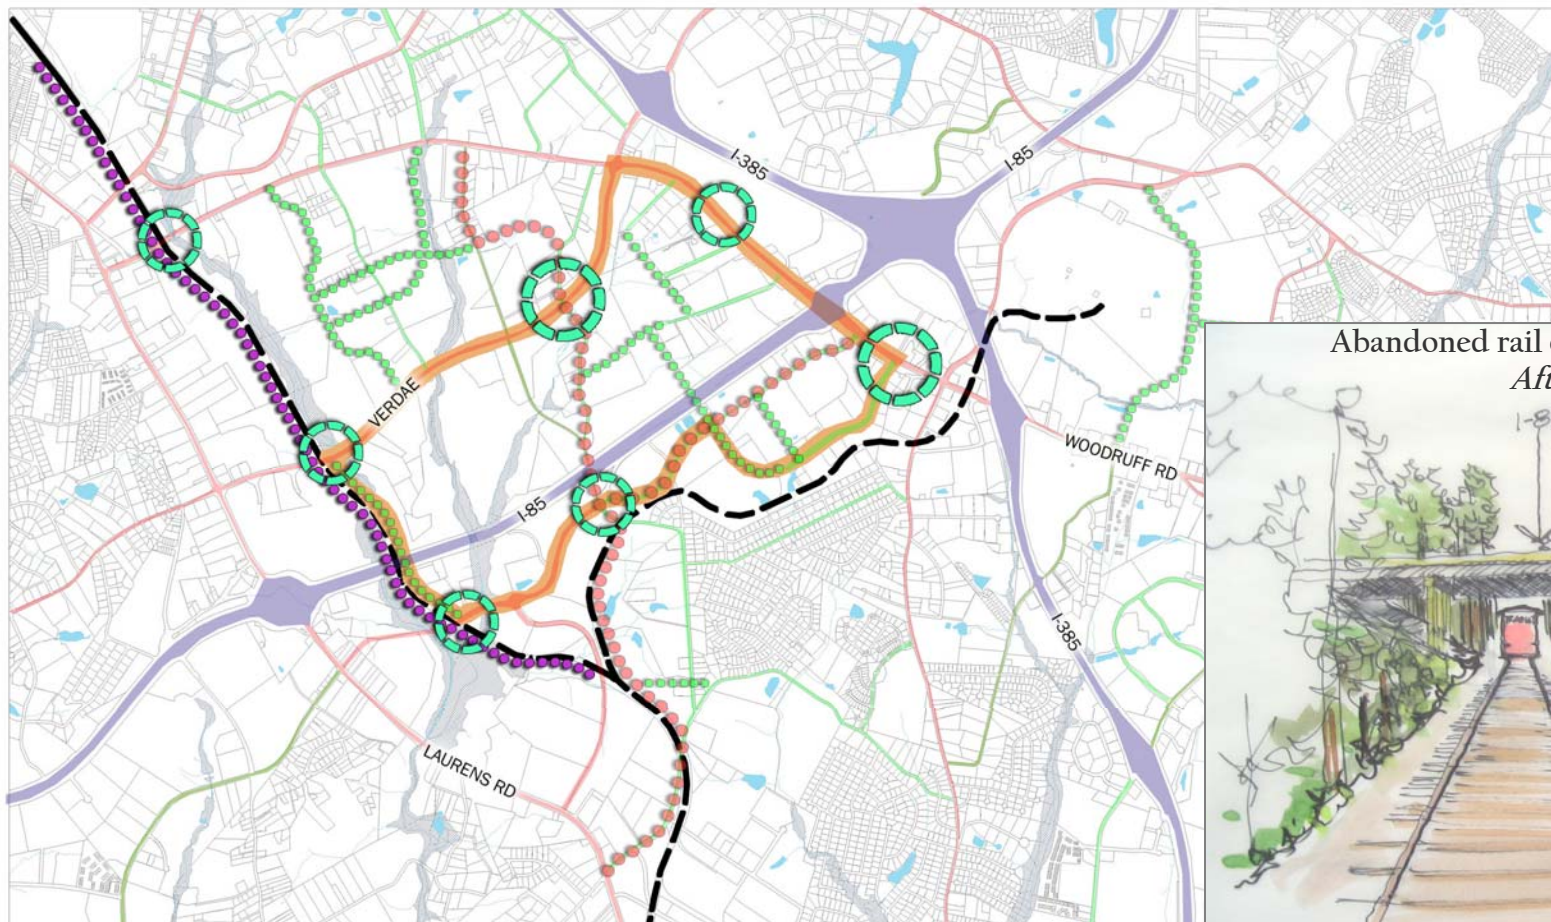 I-385
I-85
VERDAE
WOODRUFF RD
I-85
I-385
LAURENS RD
Abandoned rail